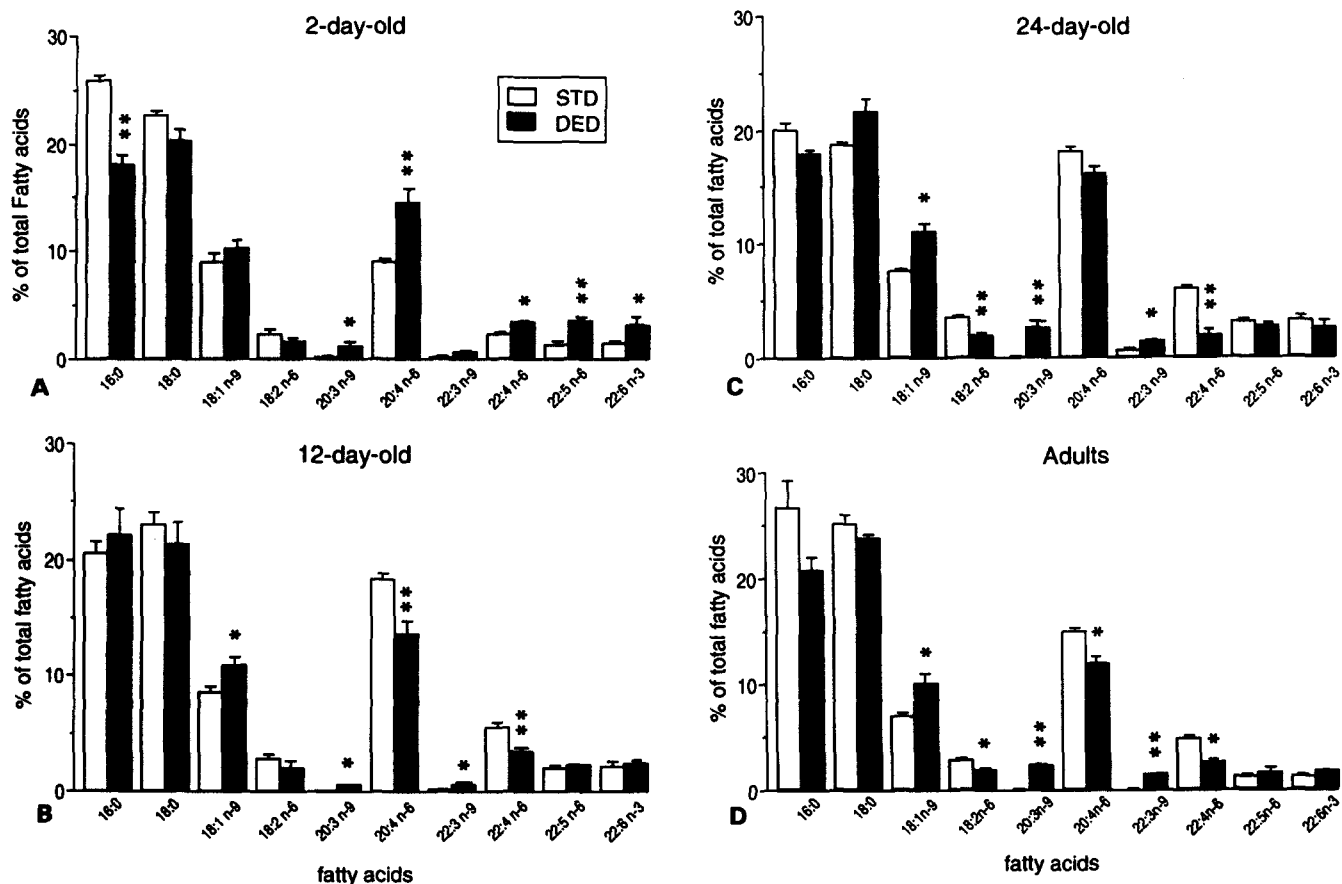 2-day-old
30
20
10
0
% of total Fatty acids
STD
DED
**
*
**
*
**
*
16:0
18:0
18:1 n-9
18:2 n-6
20:3 n-9
20:4 n-6
22:3 n-9
22:4 n-6
22:5 n-6
22:6 n-3
A
12-day-old
30
20
10
0
% of total fatty acids
*
*
**
*
**
16:0
18:0
18:1 n-9
18:2 n-6
20:3 n-9
20:4 n-6
22:3 n-9
22:4 n-6
22:5 n-6
22:6 n-3
B
fatty acids
24-day-old
30
20
10
0
% of total fatty acids
*
**
**
*
**
16:0
18:0
18:1 n-9
18:2 n-6
20:3 n-9
20:4 n-6
22:3 n-9
22:4 n-6
22:5 n-6
22:6 n-3
C
Adults
30
20
10
0
% of total fatty acids
*
*
**
*
**
*
16:0
18:0
18:1n-9
18:2n-6
20:3n-9
20:4n-6
22:3n-9
22:4n-6
22:5n-6
22:6n-3
D
fatty acids